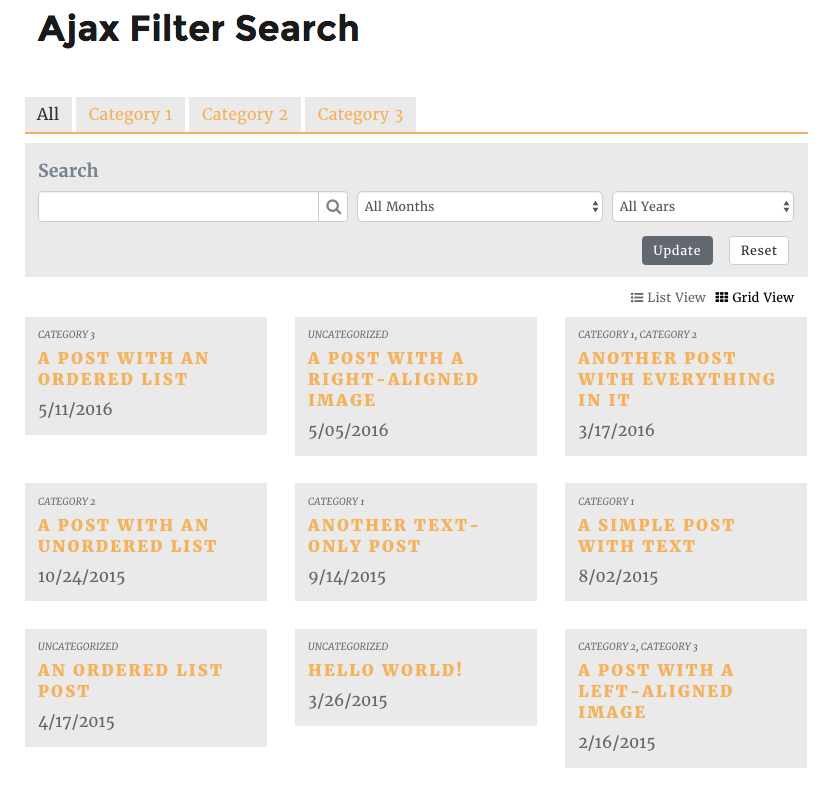 Ajax Filter Search
All
Category 1
Category 2
Category 3
Search
All Months
All Years
Update
Reset
List View
Grid View
CATEGORY 3
A POST WITH AN
ORDERED LIST
5/11/2016
UNCATEGORIZED
A POST WITH A
RIGHT-ALIGNED
IMAGE
5/05/2016
CATEGORY 1, CATEGORY 2
ANOTHER POST
WITH EVERYTHING
IN IT
3/17/2016
CATEGORY 2
A POST WITH AN
UNORDERED LIST
10/24/2015
CATEGORY 1
ANOTHER TEXT-
ONLY POST
9/14/2015
CATEGORY 1
A SIMPLE POST
WITH TEXT
8/02/2015
UNCATEGORIZED
AN ORDERED LIST
POST
4/17/2015
UNCATEGORIZED
HELLO WORLD!
3/26/2015
CATEGORY 2, CATEGORY 3
A POST WITH A
LEFT-ALIGNED
IMAGE
2/16/2015